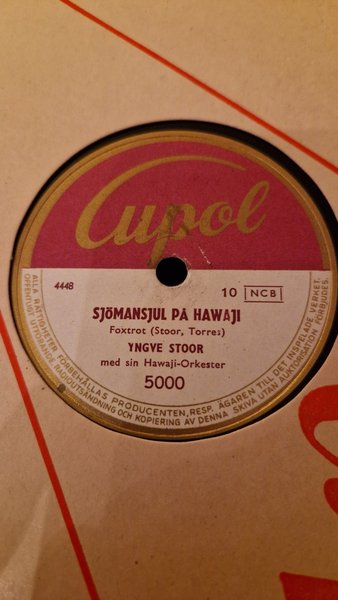 Cupol
4448
10 NCB
SJÖMANSJUL PÅ HAWAJI
Foxtrot (Stoor, Torres)
YNGVE STOOR
med sin Hawaji-Orkester
5000
ALLA RÄTTIGHETER FÖRBEHÅLLAS PRODUCENTEN, RESP. ÄGAREN TILL DET INSPELADE VERKET.
OFFENTLIGT UTFÖRANDE, RADIOUTSÄNDNING OCH KOPIERING AV DENNA SKIVA UTAN AUKTORISATION FÖRBJUDES.